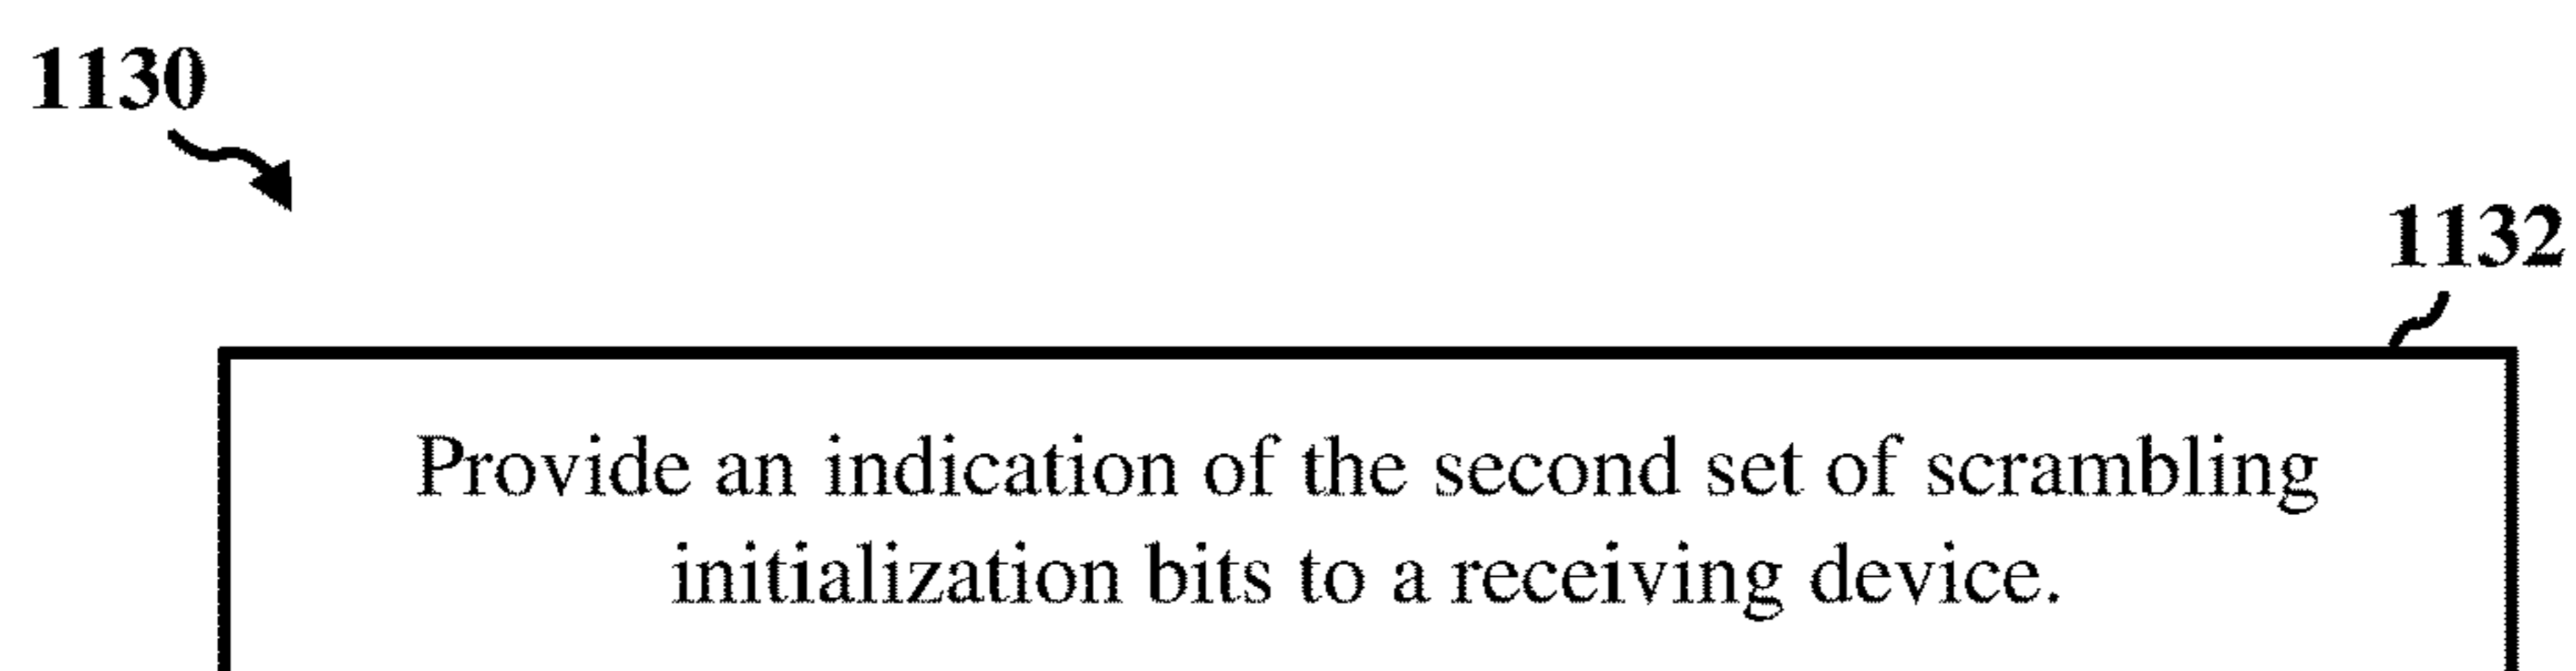 1130
1132
Provide an indication of the second set of scrambling
initialization bits to a receiving device.